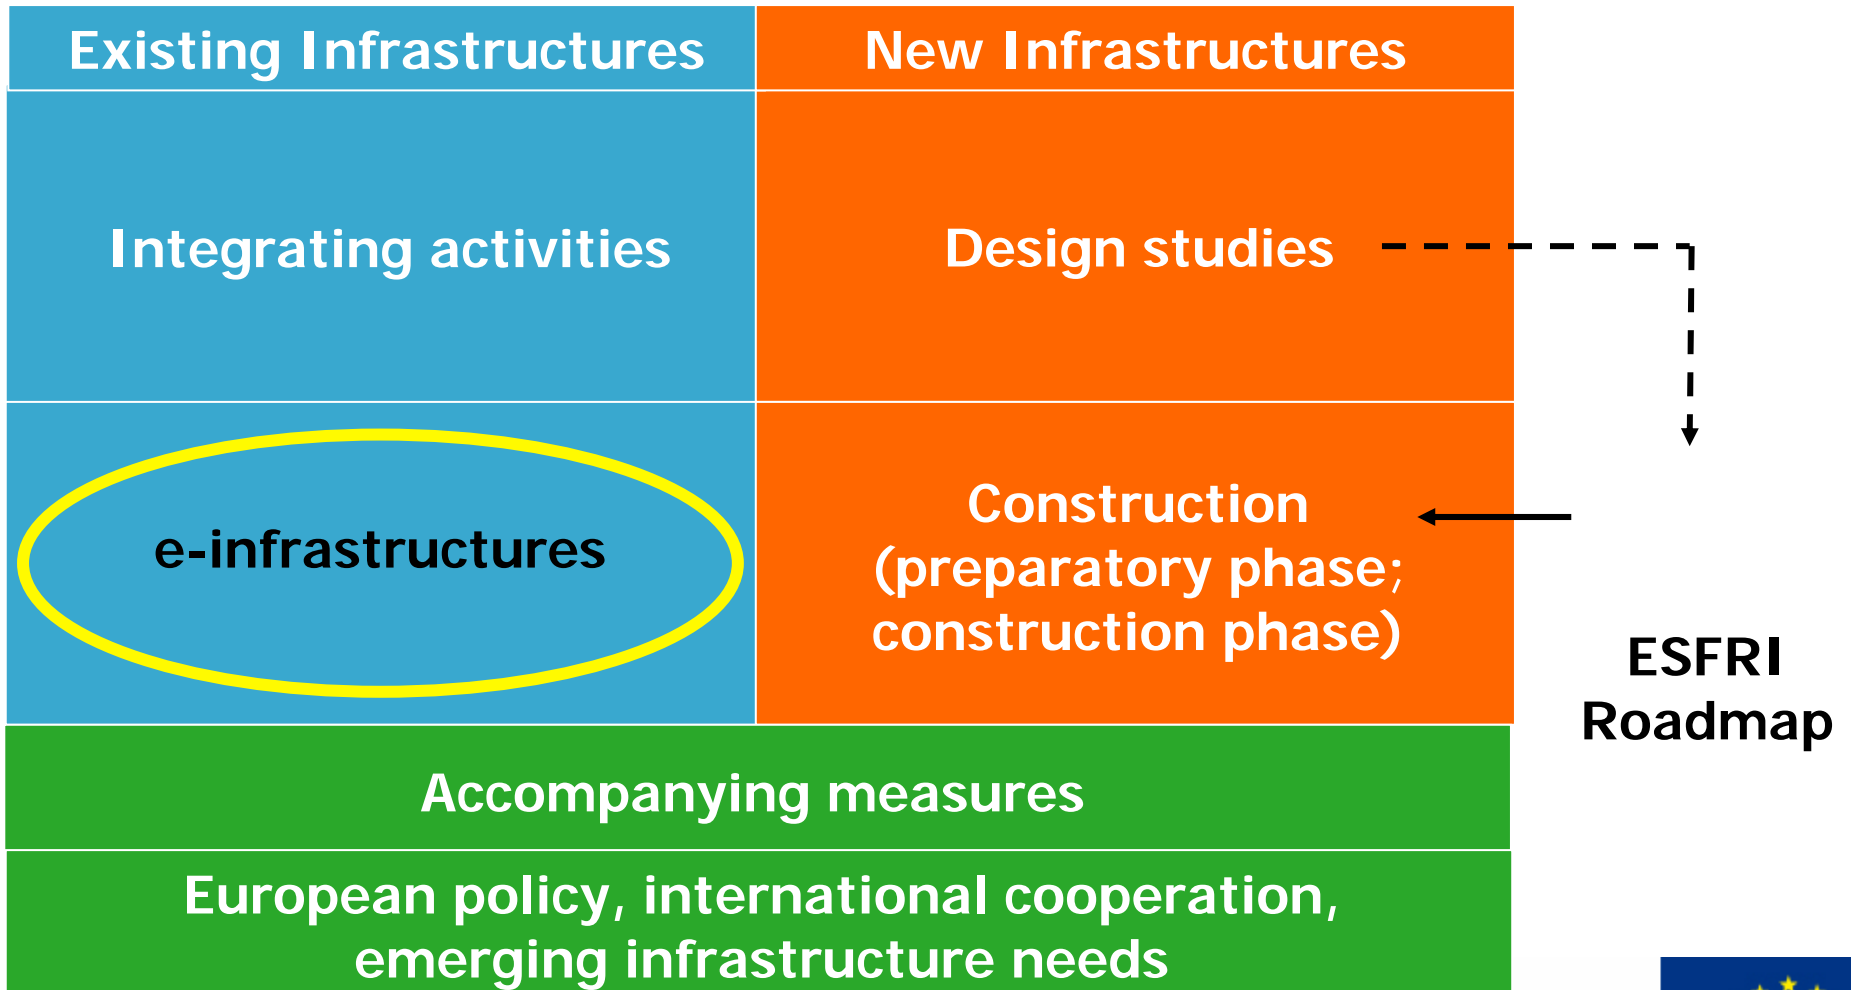 Existing Infrastructures
New Infrastructures
Integrating activities
Design studies
e-infrastructures
Construction
(preparatory phase;
construction phase)
ESFRI
Roadmap
Accompanying measures
European policy, international cooperation,
emerging infrastructure needs